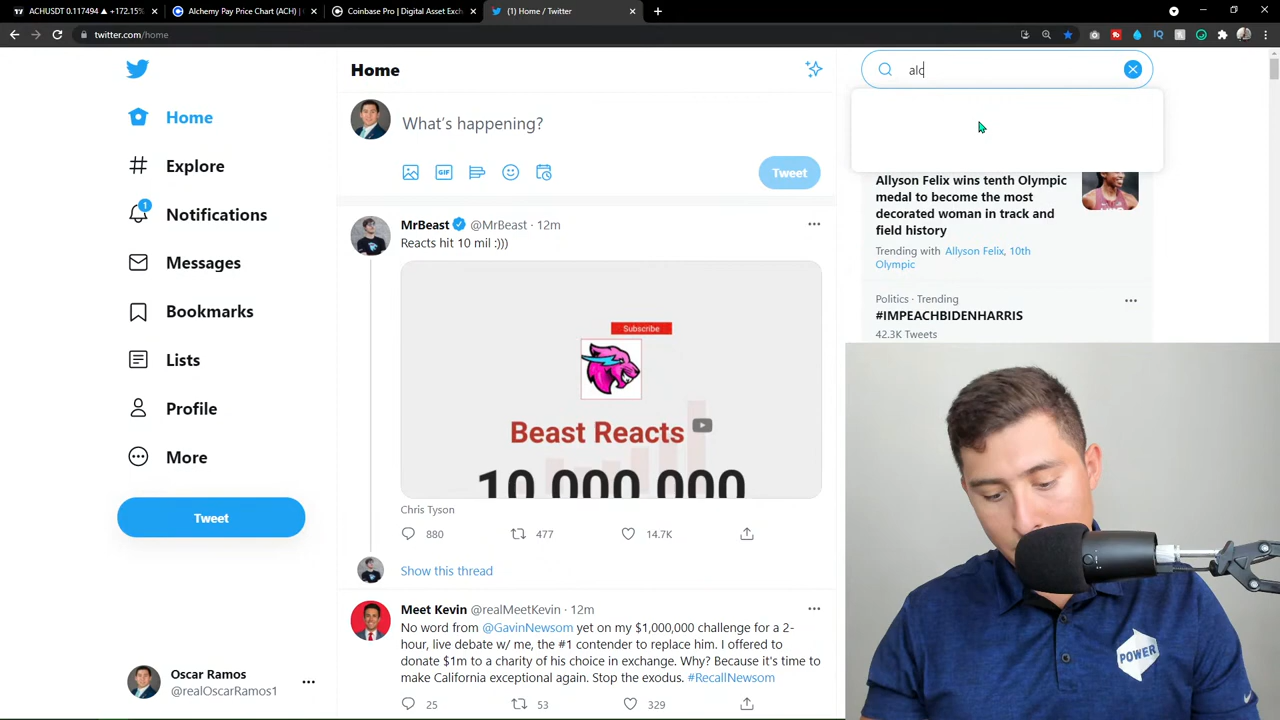 ACHUSDT 0.117494 ▲ +172.15%
Alchemy Pay Price Chart (ACH) |
Coinbase Pro | Digital Asset Exch
(1) Home / Twitter
twitter.com/home
Home
alc
What's happening?
GIF
Tweet
Home
Explore
1
Notifications
Messages
Bookmarks
Lists
Profile
More
Tweet
Oscar Ramos
@realOscarRamos1
MrBeast @MrBeast · 12m
Reacts hit 10 mil :)))
Subscribe
Beast Reacts
10,000,000
Chris Tyson
880 477 14.7K
Show this thread
Meet Kevin @realMeetKevin · 12m
No word from @GavinNewsom yet on my $1,000,000 challenge for a 2-
hour, live debate w/ me, the #1 contender to replace him. I offered to
donate $1m to a charity of his choice in exchange. Why? Because it's time to
make California exceptional again. Stop the exodus. #RecallNewsom
25 53 329
Allyson Felix wins tenth Olympic
medal to become the most
decorated woman in track and
field history
Trending with Allyson Felix, 10th
Olympic
Politics · Trending
#IMPEACHBIDENHARRIS
42.3K Tweets
POWER